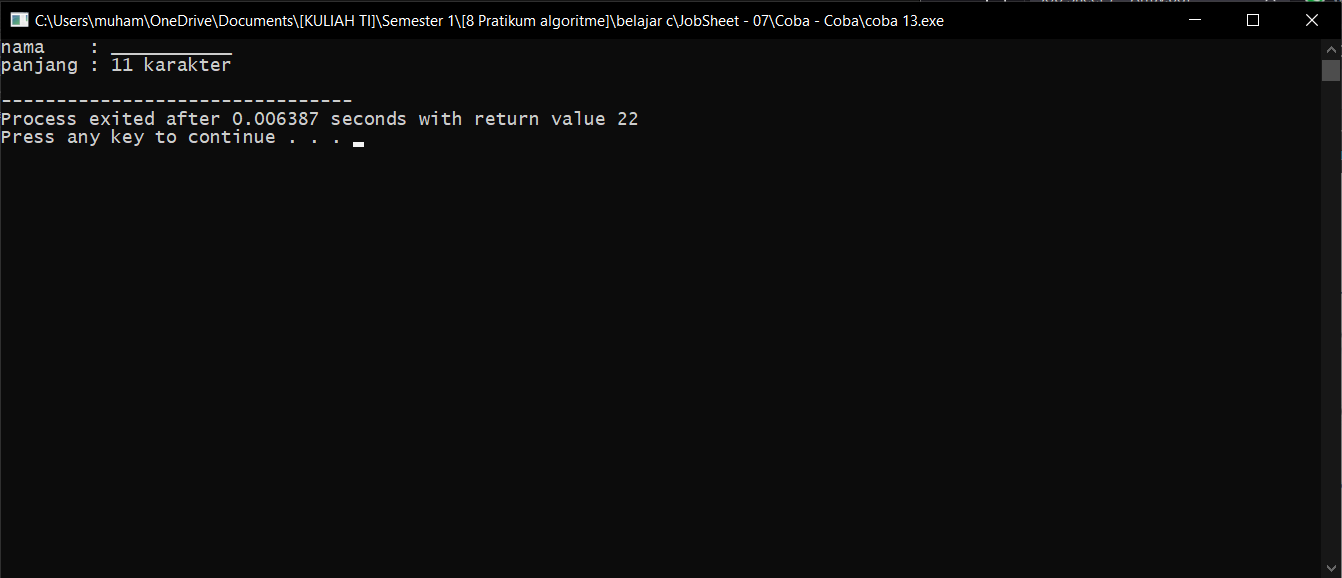 C:\Users\muham\OneDrive\Documents\[KULIAH TI]\Semester 1\[8 Pratikum algoritme]\belajar c\JobSheet - 07\Coba - Coba\coba 13.exe
nama    : ___________
panjang : 11 karakter
--------------------------------
Process exited after 0.006387 seconds with return value 22
Press any key to continue . . .